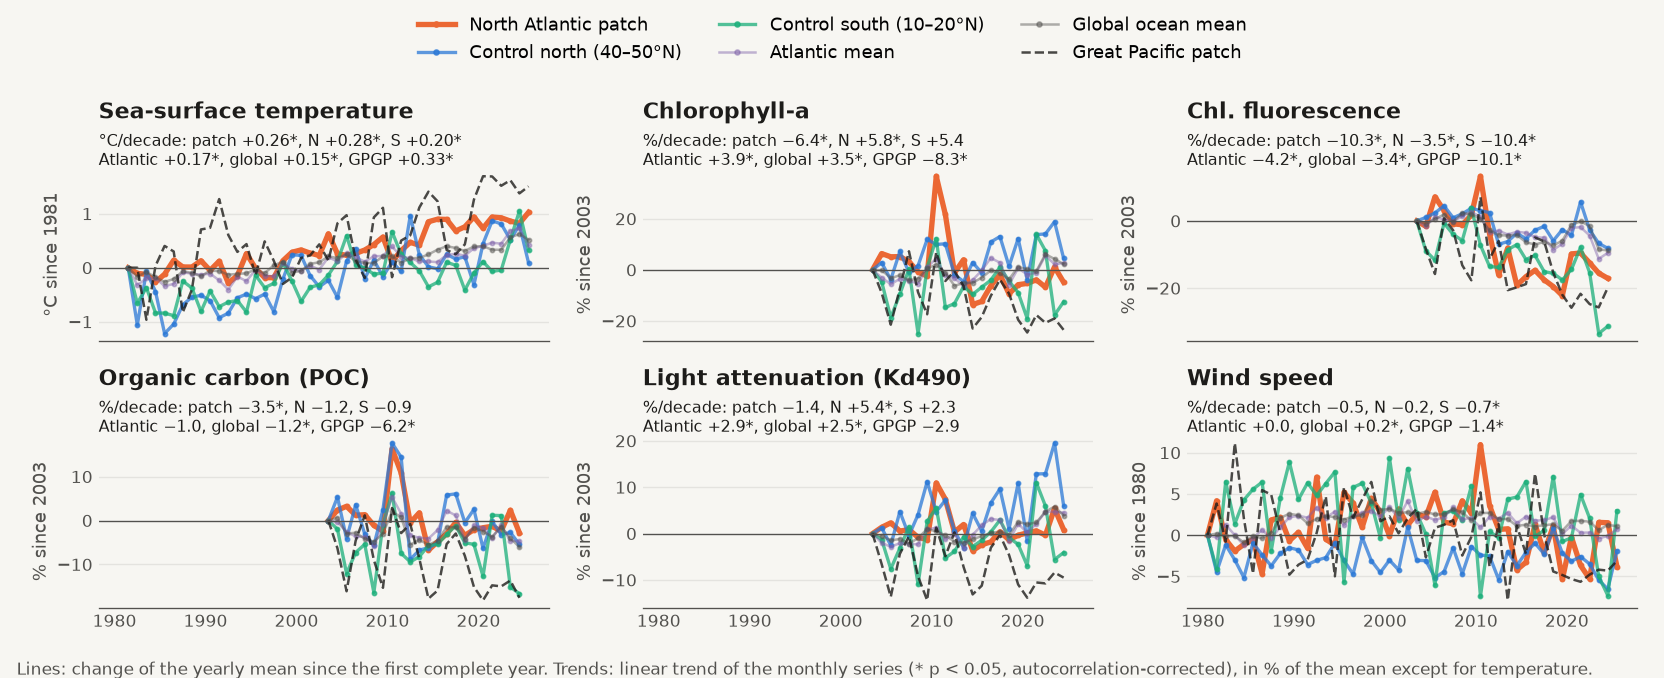 North Atlantic patch
Control north (40–50°N)
Control south (10–20°N)
Atlantic mean
Global ocean mean
Great Pacific patch
Sea-surface temperature
°C/decade: patch +0.26*, N +0.28*, S +0.20*
Atlantic +0.17*, global +0.15*, GPGP +0.33*
°C since 1981
1
0
−1
Chlorophyll-a
%/decade: patch −6.4*, N +5.8*, S +5.4
Atlantic +3.9*, global +3.5*, GPGP −8.3*
% since 2003
20
0
−20
Chl. fluorescence
%/decade: patch −10.3*, N −3.5*, S −10.4*
Atlantic −4.2*, global −3.4*, GPGP −10.1*
% since 2003
0
−20
Organic carbon (POC)
%/decade: patch −3.5*, N −1.2, S −0.9
Atlantic −1.0, global −1.2*, GPGP −6.2*
% since 2003
10
0
−10
1980 1990 2000 2010 2020
Light attenuation (Kd490)
%/decade: patch −1.4, N +5.4*, S +2.3
Atlantic +2.9*, global +2.5*, GPGP −2.9
% since 2003
20
10
0
−10
1980 1990 2000 2010 2020
Wind speed
%/decade: patch −0.5, N −0.2, S −0.7*
Atlantic +0.0, global +0.2*, GPGP −1.4*
% since 1980
10
5
0
−5
1980 1990 2000 2010 2020
Lines: change of the yearly mean since the first complete year. Trends: linear trend of the monthly series (* p < 0.05, autocorrelation-corrected), in % of the mean except for temperature.